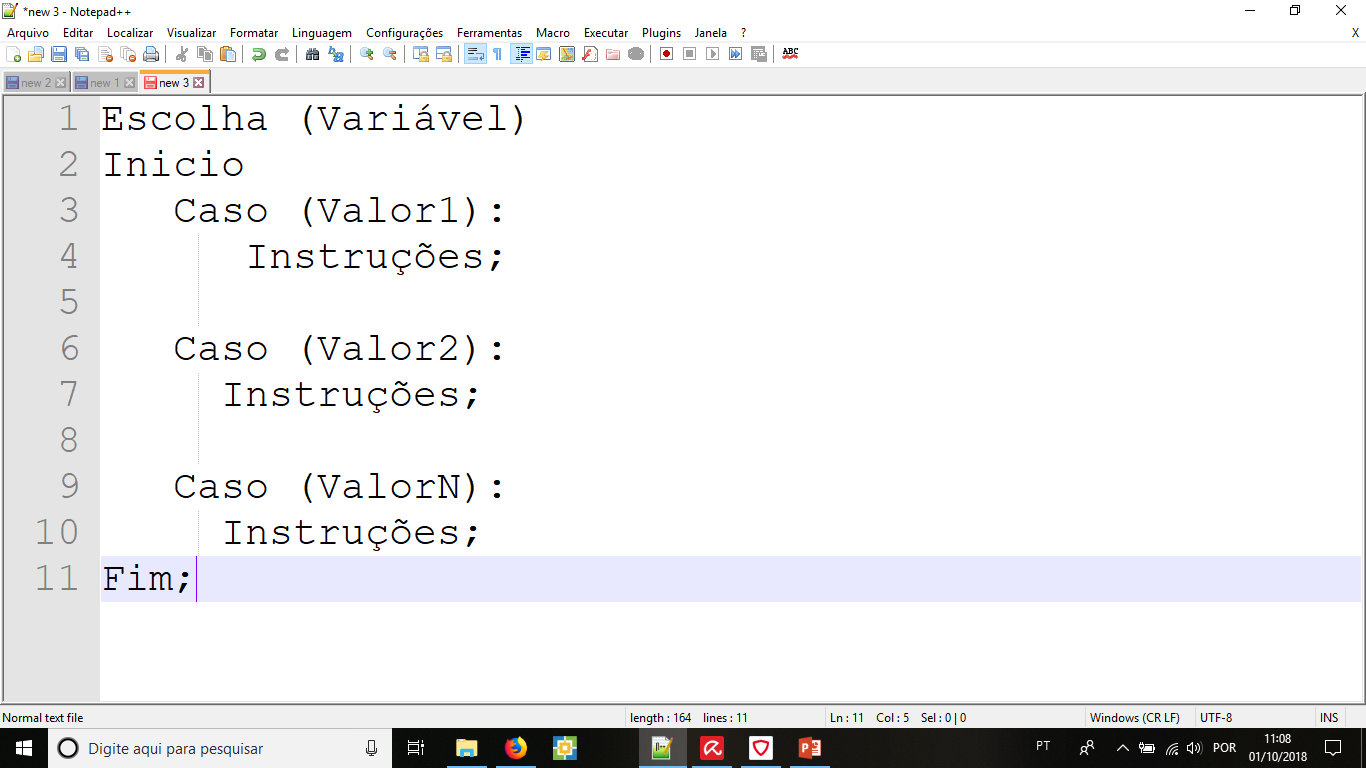 *new 3 - Notepad++
Arquivo Editar Localizar Visualizar Formatar Linguagem Configurações Ferramentas Macro Executar Plugins Janela ? X
ABC
new 2 new 1 new 3
1 Escolha (Variável)
2 Inicio
3 Caso (Valor1):
4 Instruções;
5
6 Caso (Valor2):
7 Instruções;
8
9 Caso (ValorN):
10 Instruções;
11 Fim;
Normal text file length : 164 lines : 11 Ln : 11 Col : 5 Sel : 0 | 0 Windows (CR LF) UTF-8 INS
Digite aqui para pesquisar PT POR 11:08
01/10/2018